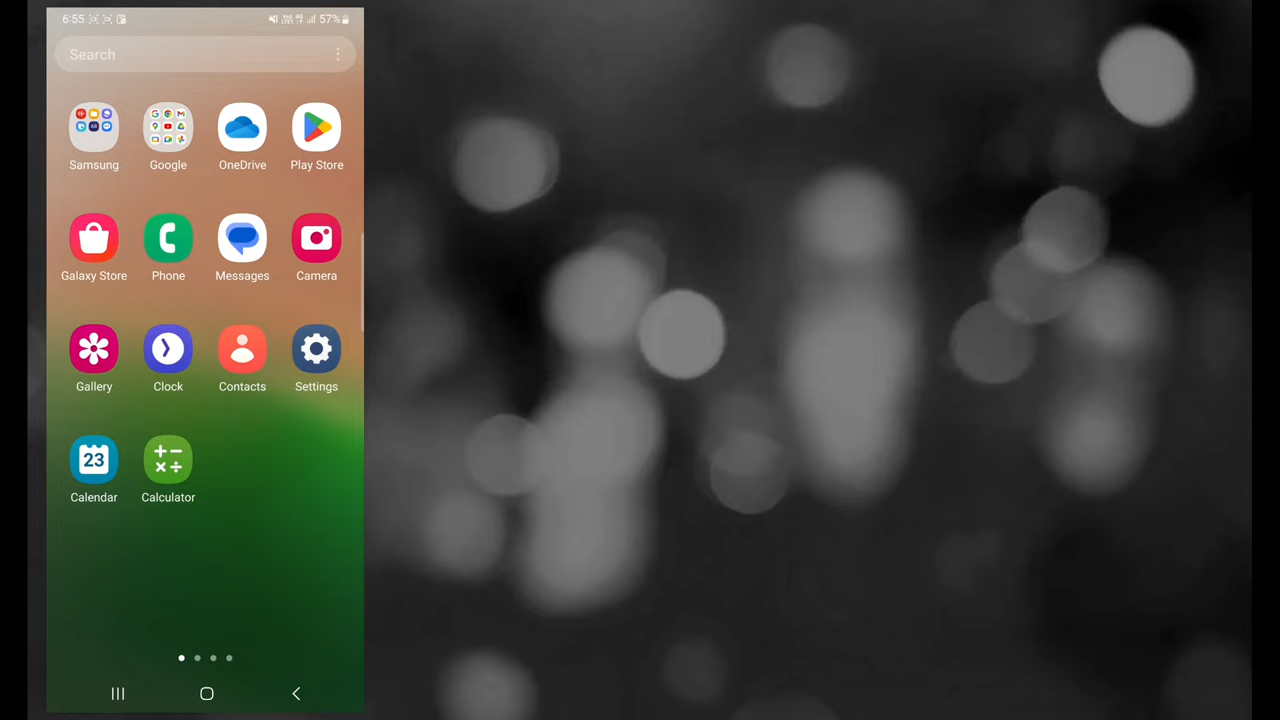 6:55 57%
Search
Samsung Google OneDrive Play Store
Galaxy Store Phone Messages Camera
Gallery Clock Contacts Settings
23
Calendar Calculator